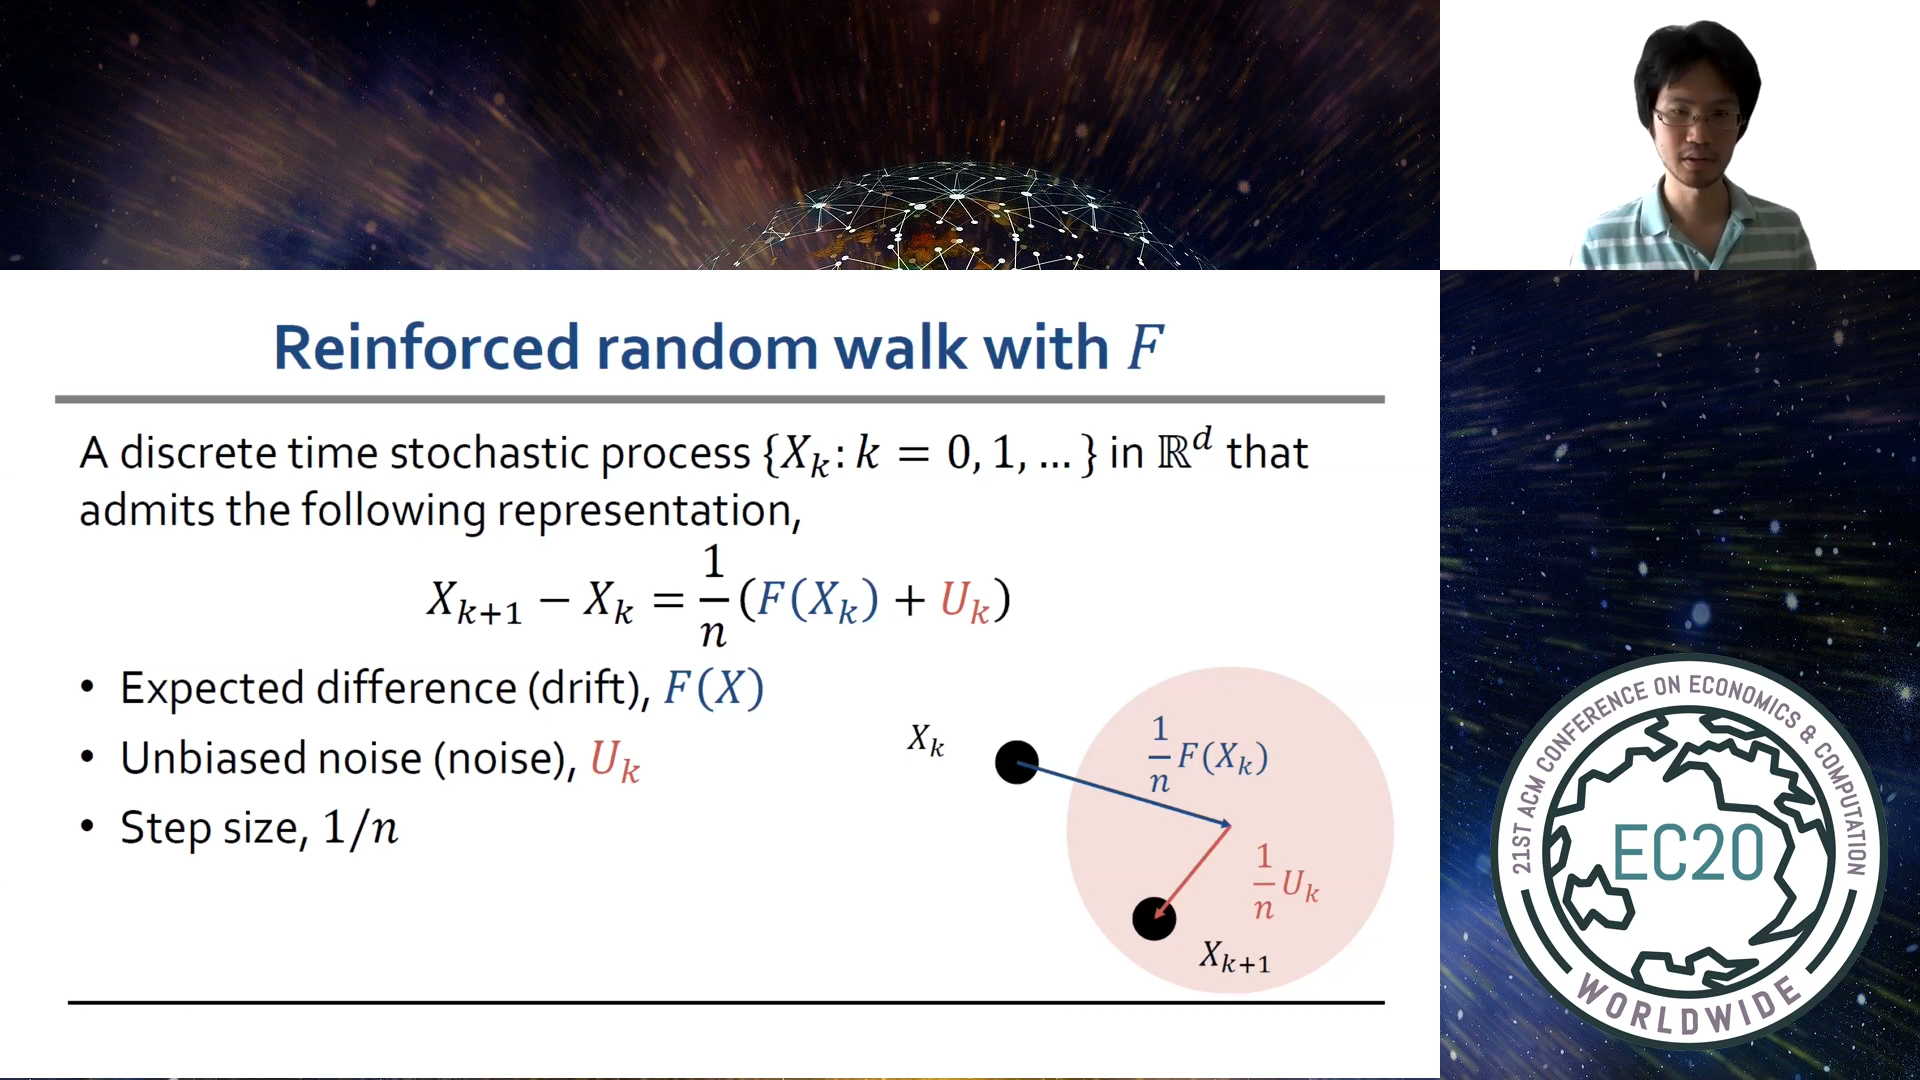 Reinforced random walk with F
A discrete time stochastic process {X_k: k = 0, 1, … } in ℝ^d that
admits the following representation,
X_{k+1} − X_k = 1/n (F(X_k) + U_k)
• Expected difference (drift), F(X)
• Unbiased noise (noise), U_k
• Step size, 1/n
X_k
1/n F(X_k)
1/n U_k
X_{k+1}
21ST ACM CONFERENCE ON ECONOMICS & COMPUTATION
EC20
WORLDWIDE